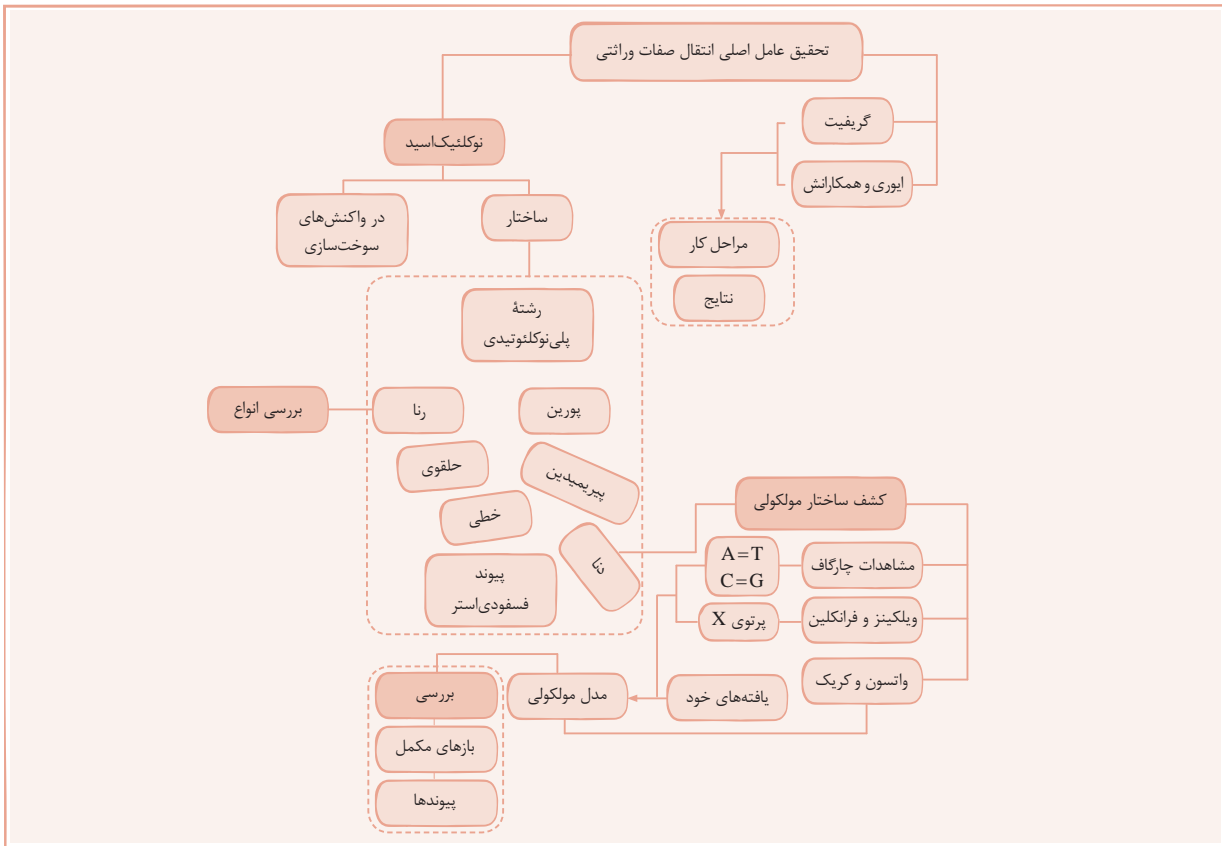 تحقیق عامل اصلی انتقال صفات وراثتی
گریفیت
ایوری و همکارانش
مراحل کار
نتایج
نوکلئیک‌اسید
ساختار
در واکنش‌های
سوخت‌سازی
رشتهٔ
پلی‌نوکلئوتیدی
پورین
رنا
بررسی انواع
حلقوی
پیریمیدین
خطی
دنا
پیوند
فسفودی‌استر
کشف ساختار مولکولی
مشاهدات چارگاف
A=T
C=G
ویلکینز و فرانکلین
پرتوی X
واتسون و کریک
یافته‌های خود
مدل مولکولی
بررسی
بازهای مکمل
پیوندها